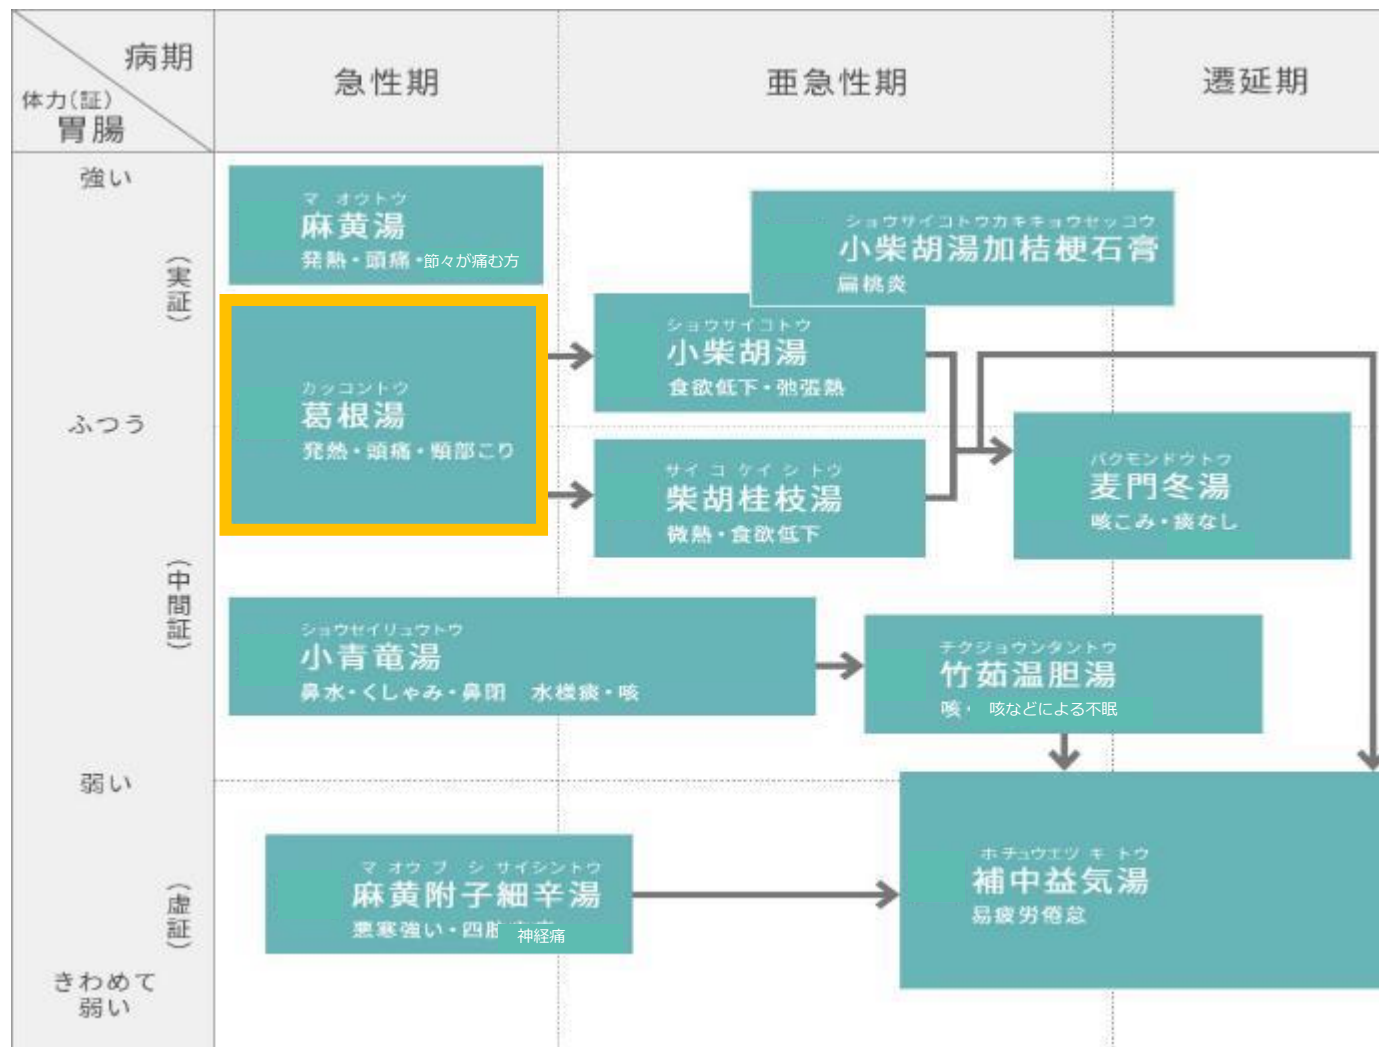 病期
体力(証)
胃腸
急性期
亜急性期
遷延期
強い
(実証)
ふつう
(中間証)
弱い
(虚証)
きわめて
弱い
マオウトウ
麻黄湯
発熱・頭痛・節々が痛む方
カッコントウ
葛根湯
発熱・頭痛・頸部こり
ショウサイコトウカキキョウセッコウ
小柴胡湯加桔梗石膏
扁桃炎
ショウサイコトウ
小柴胡湯
食欲低下・弛張熱
サイコケイシトウ
柴胡桂枝湯
微熱・食欲低下
バクモンドウトウ
麦門冬湯
咳こみ・痰なし
ショウセイリュウトウ
小青竜湯
鼻水・くしゃみ・鼻閉 水様痰・咳
チクジョウンタントウ
竹茹温胆湯
咳・ 咳などによる不眠
マオウブシサイシントウ
麻黄附子細辛湯
悪寒強い・四肢 神経痛
ホチュウエッキトウ
補中益気湯
易疲労倦怠